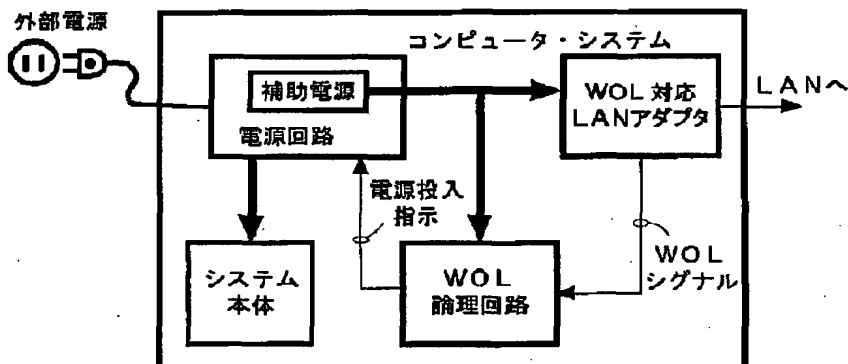 外部電源
コンピュータ・システム
補助電源
電源回路
WOL 対応
LANアダプタ
LANへ
電源投入
指示
WOL
シグナル
システム
本体
WOL
論理回路